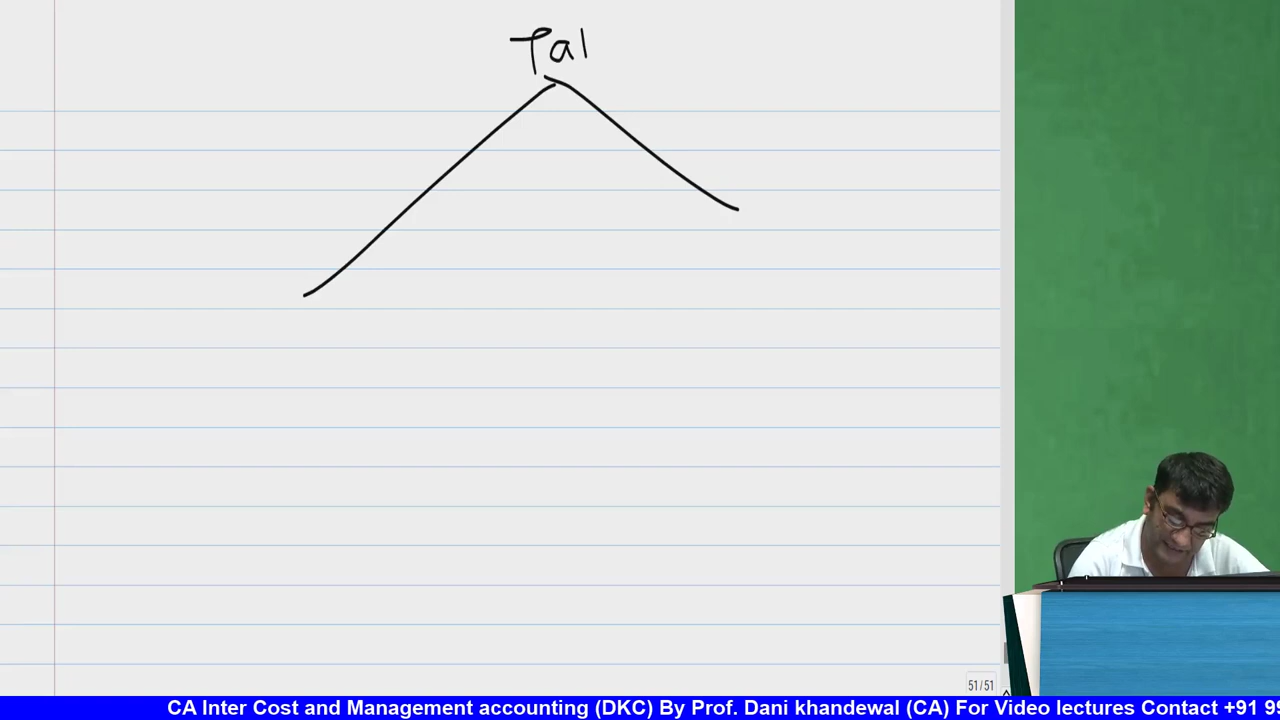 Pal
51/51
CA Inter Cost and Management accounting (DKC) By Prof. Dani khandewal (CA) For Video lectures Contact +91 9